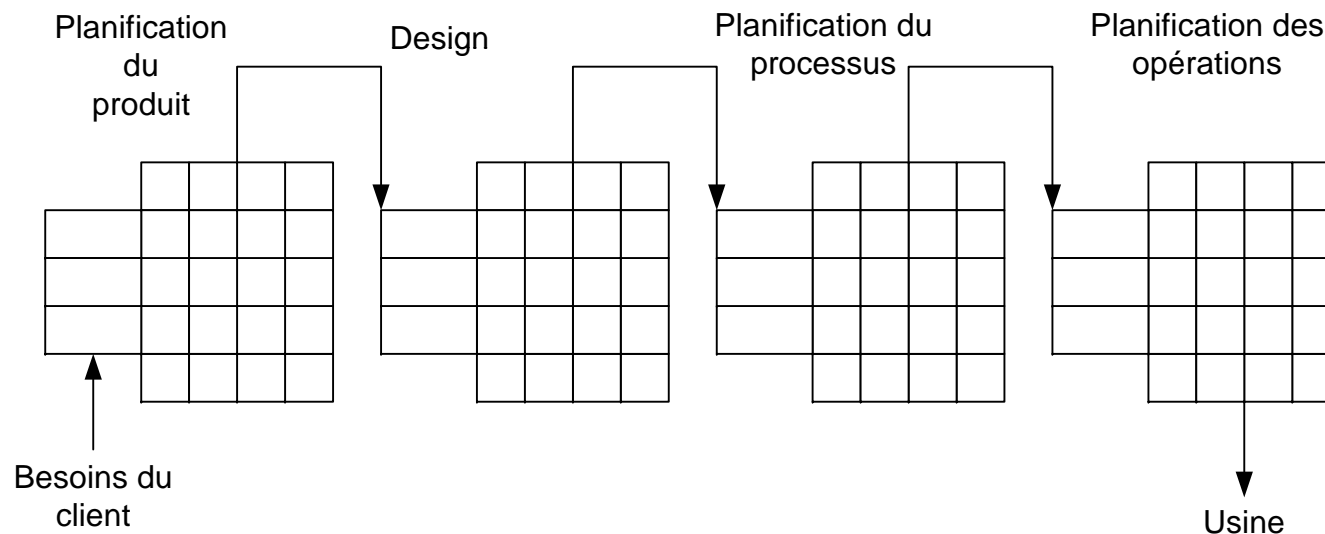 Planification
du
produit
Design
Planification du
processus
Planification des
opérations
Besoins du
client
Usine